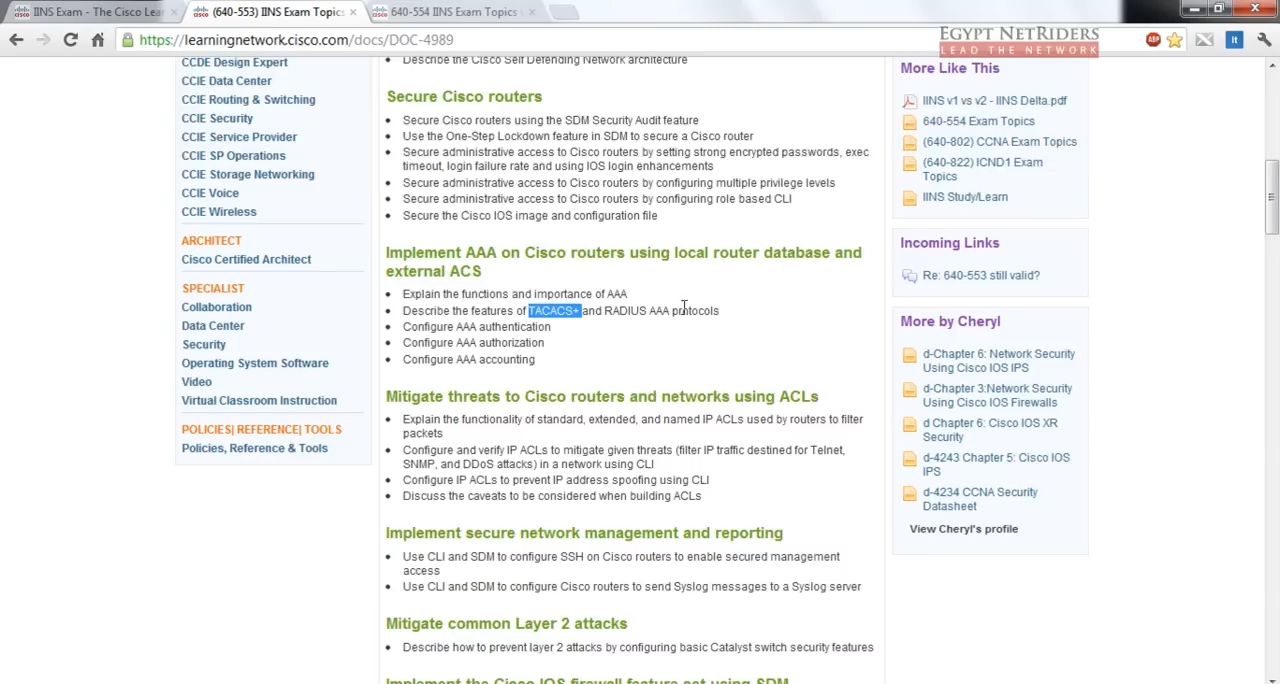 IINS Exam - The Cisco Lea
(640-553) IINS Exam Topics
640-554 IINS Exam Topics
https://learningnetwork.cisco.com/docs/DOC-4989
EGYPT NETRIDERS
LEAD THE NETWORK
CCDE Design Expert
CCIE Data Center
CCIE Routing & Switching
CCIE Security
CCIE Service Provider
CCIE SP Operations
CCIE Storage Networking
CCIE Voice
CCIE Wireless
ARCHITECT
Cisco Certified Architect
SPECIALIST
Collaboration
Data Center
Security
Operating System Software
Video
Virtual Classroom Instruction
POLICIES| REFERENCE| TOOLS
Policies, Reference & Tools
Describe the Cisco Self Defending Network architecture
Secure Cisco routers
Secure Cisco routers using the SDM Security Audit feature
Use the One-Step Lockdown feature in SDM to secure a Cisco router
Secure administrative access to Cisco routers by setting strong encrypted passwords, exec
timeout, login failure rate and using IOS login enhancements
Secure administrative access to Cisco routers by configuring multiple privilege levels
Secure administrative access to Cisco routers by configuring role based CLI
Secure the Cisco IOS image and configuration file
Implement AAA on Cisco routers using local router database and
external ACS
Explain the functions and importance of AAA
Describe the features of TACACS+ and RADIUS AAA protocols
Configure AAA authentication
Configure AAA authorization
Configure AAA accounting
Mitigate threats to Cisco routers and networks using ACLs
Explain the functionality of standard, extended, and named IP ACLs used by routers to filter
packets
Configure and verify IP ACLs to mitigate given threats (filter IP traffic destined for Telnet,
SNMP, and DDoS attacks) in a network using CLI
Configure IP ACLs to prevent IP address spoofing using CLI
Discuss the caveats to be considered when building ACLs
Implement secure network management and reporting
Use CLI and SDM to configure SSH on Cisco routers to enable secured management
access
Use CLI and SDM to configure Cisco routers to send Syslog messages to a Syslog server
Mitigate common Layer 2 attacks
Describe how to prevent layer 2 attacks by configuring basic Catalyst switch security features
Implement the Cisco IOS firewall feature set using SDM
More Like This
IINS v1 vs v2 - IINS Delta.pdf
640-554 Exam Topics
(640-802) CCNA Exam Topics
(640-822) ICND1 Exam
Topics
IINS Study/Learn
Incoming Links
Re: 640-553 still valid?
More by Cheryl
d-Chapter 6: Network Security
Using Cisco IOS IPS
d-Chapter 3:Network Security
Using Cisco IOS Firewalls
d Chapter 6: Cisco IOS XR
Security
d-4243 Chapter 5: Cisco IOS
IPS
d-4234 CCNA Security
Datasheet
View Cheryl's profile